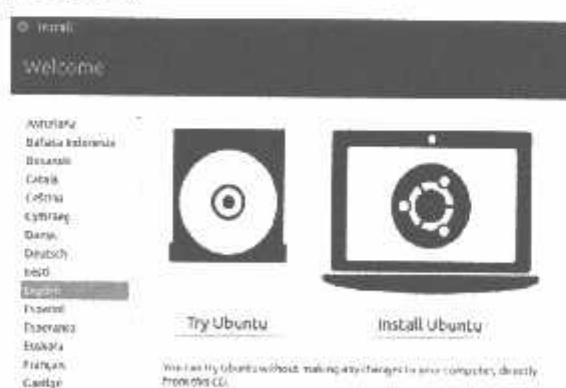 Install
Welcome
Asturianu
Bahasa Indonesia
Bosanski
Català
Čeština
Cymraeg
Dansk
Deutsch
Eesti
English
Español
Esperanto
Euskara
Français
Gaeilge
Try Ubuntu
Install Ubuntu
You can try Ubuntu without making any changes to your computer, directly
from this CD.